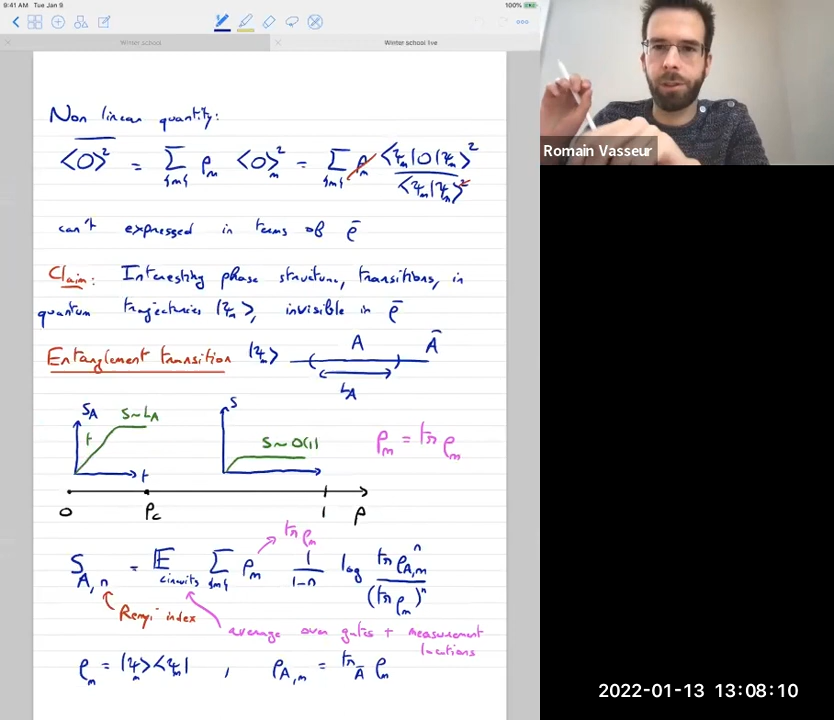 9:41 AM Tue Jan 9
100%
Winter school
Winter school live
Romain Vasseur
Non linear quantity:
<O>² = Σ_{m} p_m <O>_m² = Σ_{m} p_m <ψ_m|O|ψ_m>² / <ψ_m|ψ_m>²
can't expressed in terms of ρ̄
Claim: Interesting phase structure, transitions, in
quantum trajectories |ψ_m>, invisible in ρ̄
Entanglement transition |ψ_m> A Ā
L_A
S_A S~L_A t t
S S~O(1)
p_m = tr ρ_m
0 p_c 1 p
tr ρ_m
S_{A,n} = 𝔼_{circuits} Σ_{m} p_m 1/(1-n) log tr ρ_{A,m}^n / (tr ρ_m)^n
Renyi index
average over gates + measurement
locations
ρ_m = |ψ_m><ψ_m| , ρ_{A,m} = tr_Ā ρ_m
2022-01-13 13:08:10